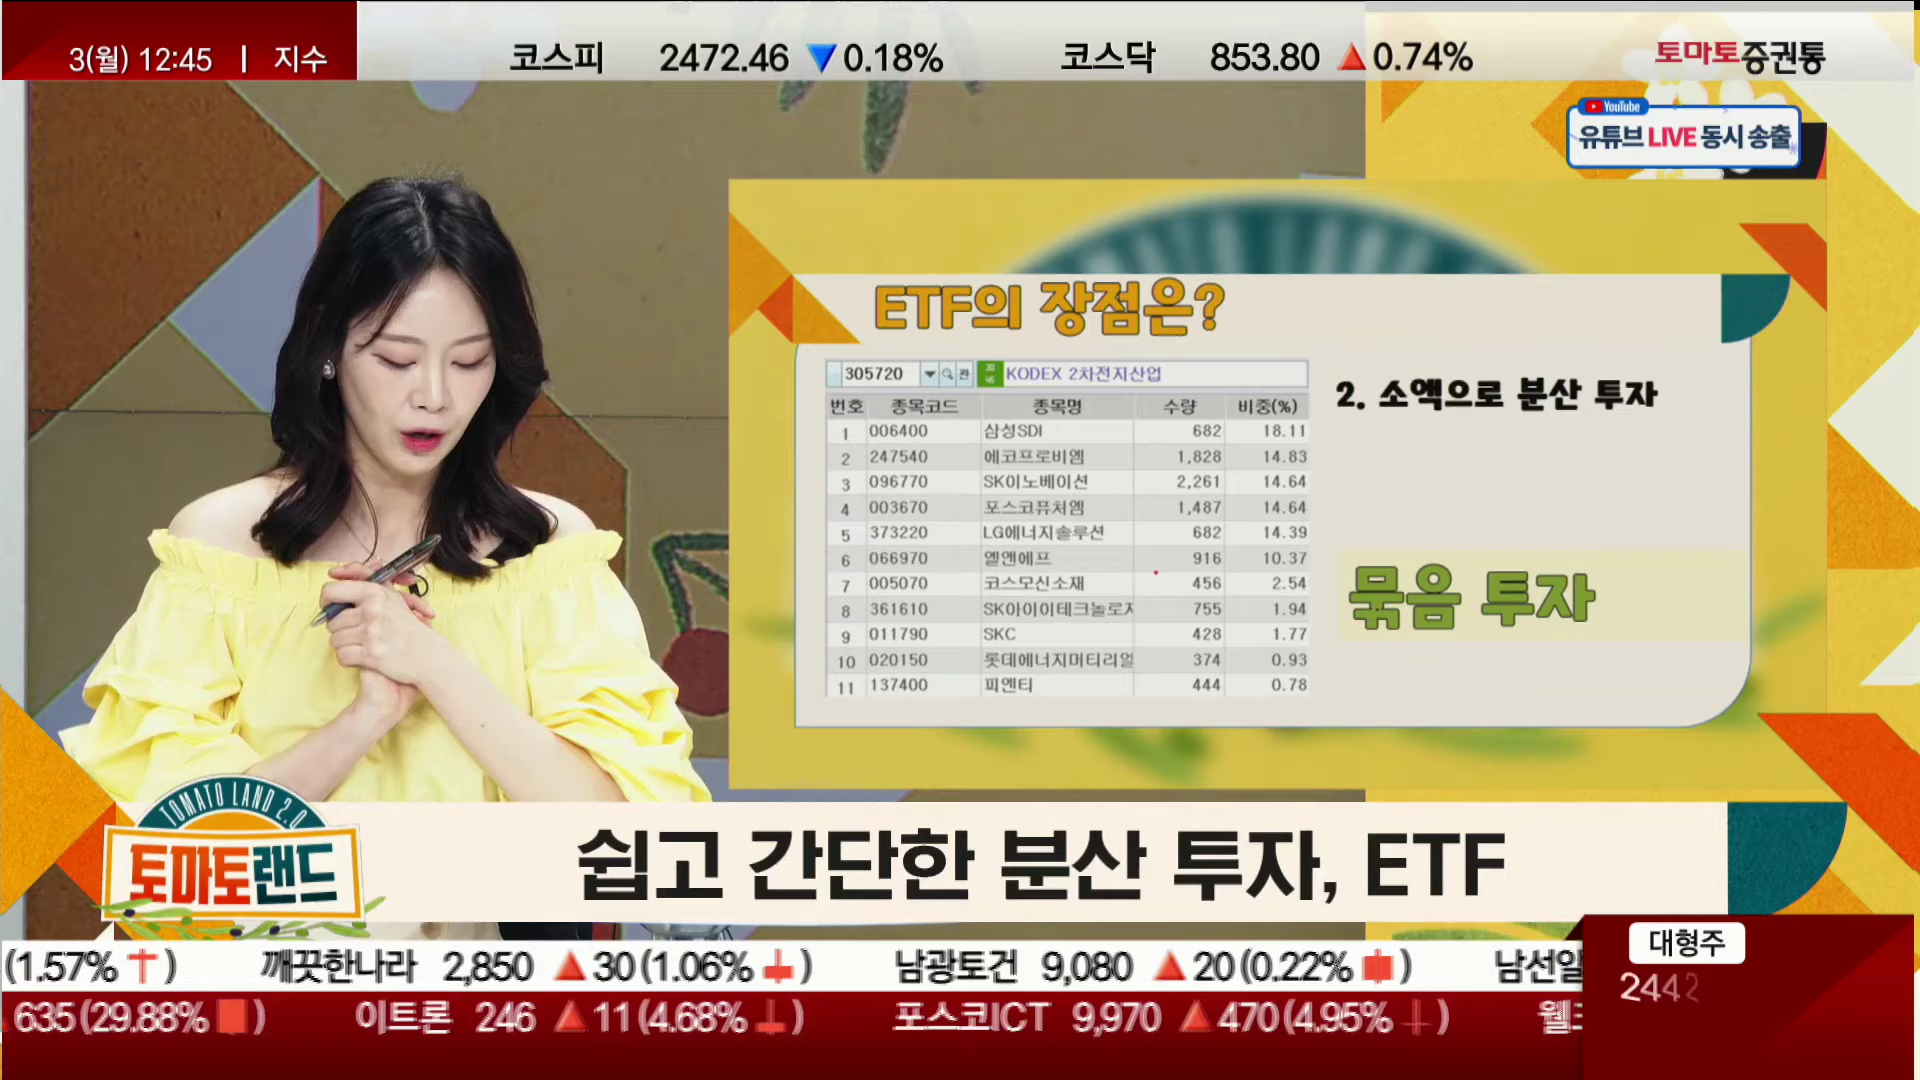 3(월) 12:45 | 지수
코스피 2472.46 ▼0.18% 코스닥 853.80 ▲0.74%
토마토증권통
YouTube
유튜브 LIVE 동시 송출
ETF의 장점은?
305720 관 KODEX 2차전지산업
번호 종목코드 종목명 수량 비중(%)
1 006400 삼성SDI 682 18.11
2 247540 에코프로비엠 1,828 14.83
3 096770 SK이노베이션 2,261 14.64
4 003670 포스코퓨처엠 1,487 14.64
5 373220 LG에너지솔루션 682 14.39
6 066970 엘앤에프 916 10.37
7 005070 코스모신소재 456 2.54
8 361610 SK아이이테크놀로지 755 1.94
9 011790 SKC 428 1.77
10 020150 롯데에너지머티리얼 374 0.93
11 137400 피엔티 444 0.78
2. 소액으로 분산 투자
묶음 투자
TOMATO LAND 2.0
토마토랜드
쉽고 간단한 분산 투자, ETF
(1.57% ↑) 깨끗한나라 2,850 ▲30(1.06%) 남광토건 9,080 ▲20(0.22%) 남선알
635(29.88%) 이트론 246 ▲11(4.68%) 포스코ICT 9,970 ▲470(4.95%)
대형주
2442